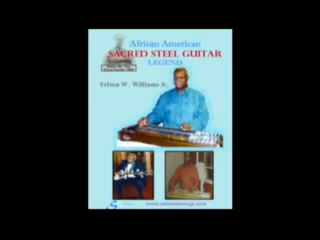 African American
SACRED STEEL GUITAR
LEGEND
Felton W. Williams Jr.